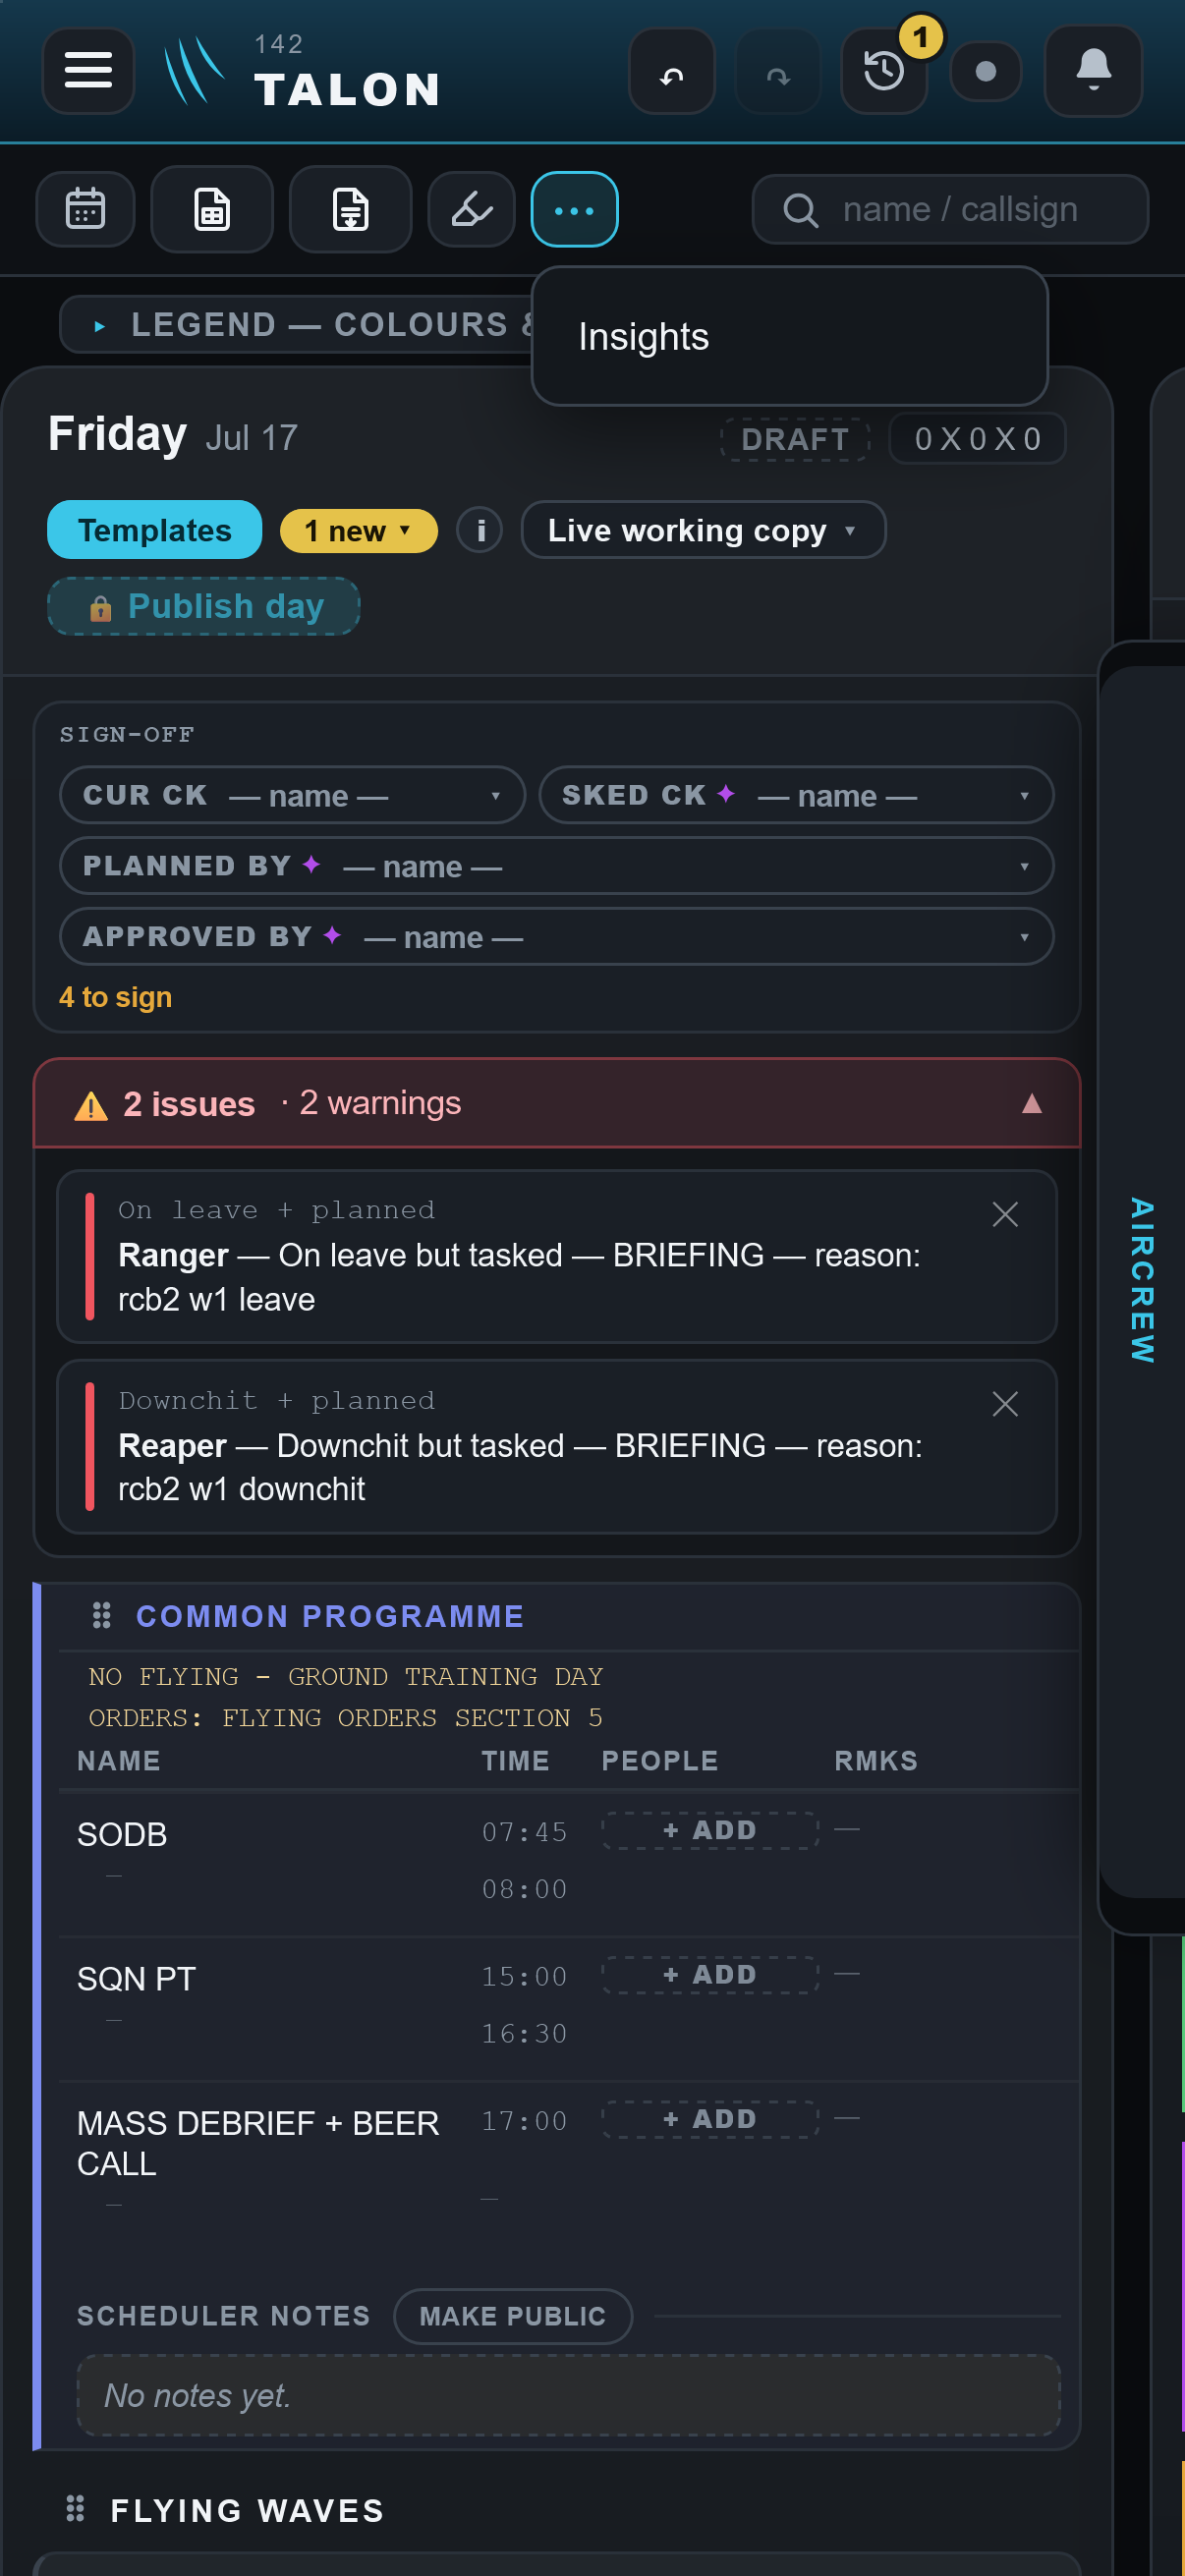 142
TALON
1
name / callsign
LEGEND — COLOURS &
Insights
Friday Jul 17
DRAFT
0 X 0 X 0
Templates
1 new ▾
i
Live working copy ▾
🔒 Publish day
SIGN-OFF
CUR CK — name — ▾
SKED CK ✦ — name — ▾
PLANNED BY ✦ — name — ▾
APPROVED BY ✦ — name — ▾
4 to sign
⚠️ 2 issues · 2 warnings ▲
On leave + planned
Ranger — On leave but tasked — BRIEFING — reason:
rcb2 w1 leave
Downchit + planned
Reaper — Downchit but tasked — BRIEFING — reason:
rcb2 w1 downchit
AIRCREW
COMMON PROGRAMME
NO FLYING - GROUND TRAINING DAY
ORDERS: FLYING ORDERS SECTION 5
NAME TIME PEOPLE RMKS
SODB 07:45 + ADD —
— 08:00
SQN PT 15:00 + ADD —
— 16:30
MASS DEBRIEF + BEER 17:00 + ADD —
CALL
— —
SCHEDULER NOTES MAKE PUBLIC
No notes yet.
FLYING WAVES